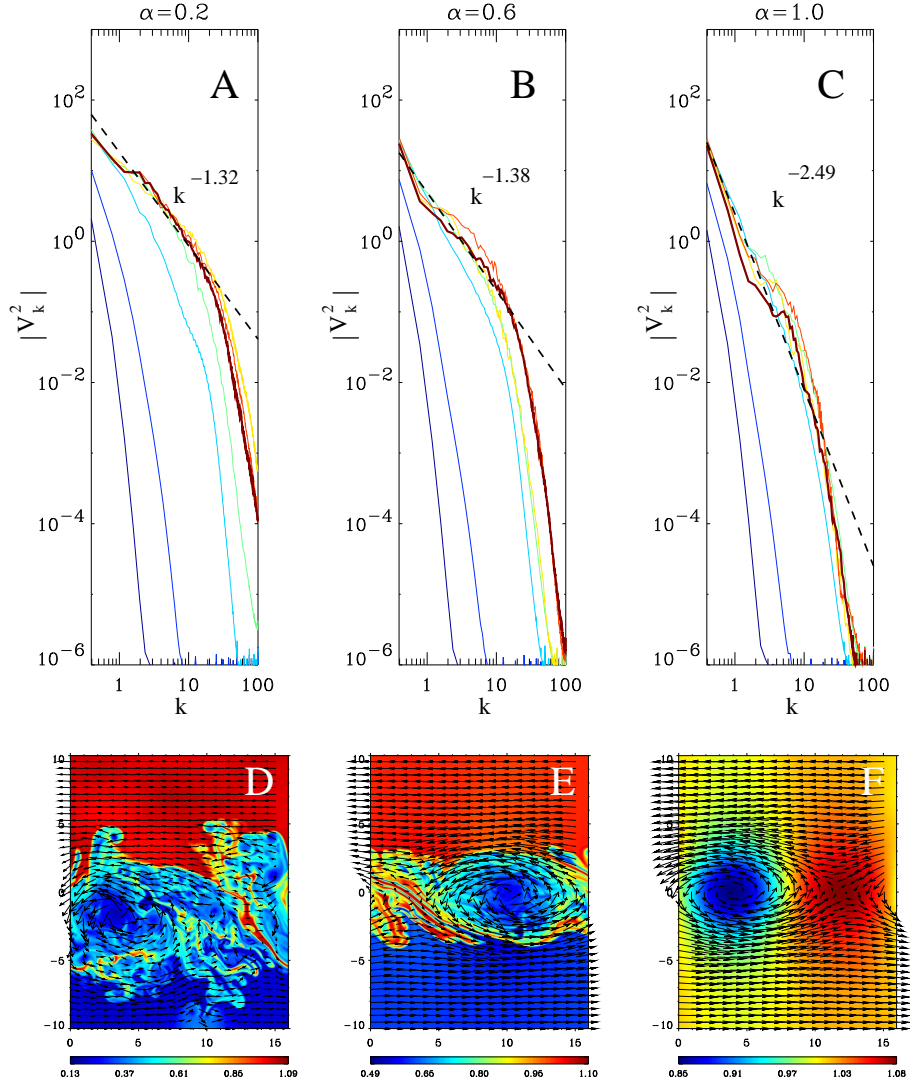 α=0.2 α=0.6 α=1.0
A B C
10² 10² 10²
k^−1.32 k^−1.38 k^−2.49
10⁰ 10⁰ 10⁰
|V²ₖ| |V²ₖ| |V²ₖ|
10⁻² 10⁻² 10⁻²
10⁻⁴ 10⁻⁴ 10⁻⁴
10⁻⁶ 10⁻⁶ 10⁻⁶
1 10 100 1 10 100 1 10 100
k k k
D E F
10 10 10
5 5 5
0 0 0
−5 −5 −5
−10 −10 −10
0 5 10 15 0 5 10 15 0 5 10 15
0.13 0.37 0.61 0.85 1.09 0.49 0.65 0.80 0.95 1.10 0.85 0.91 0.97 1.03 1.08